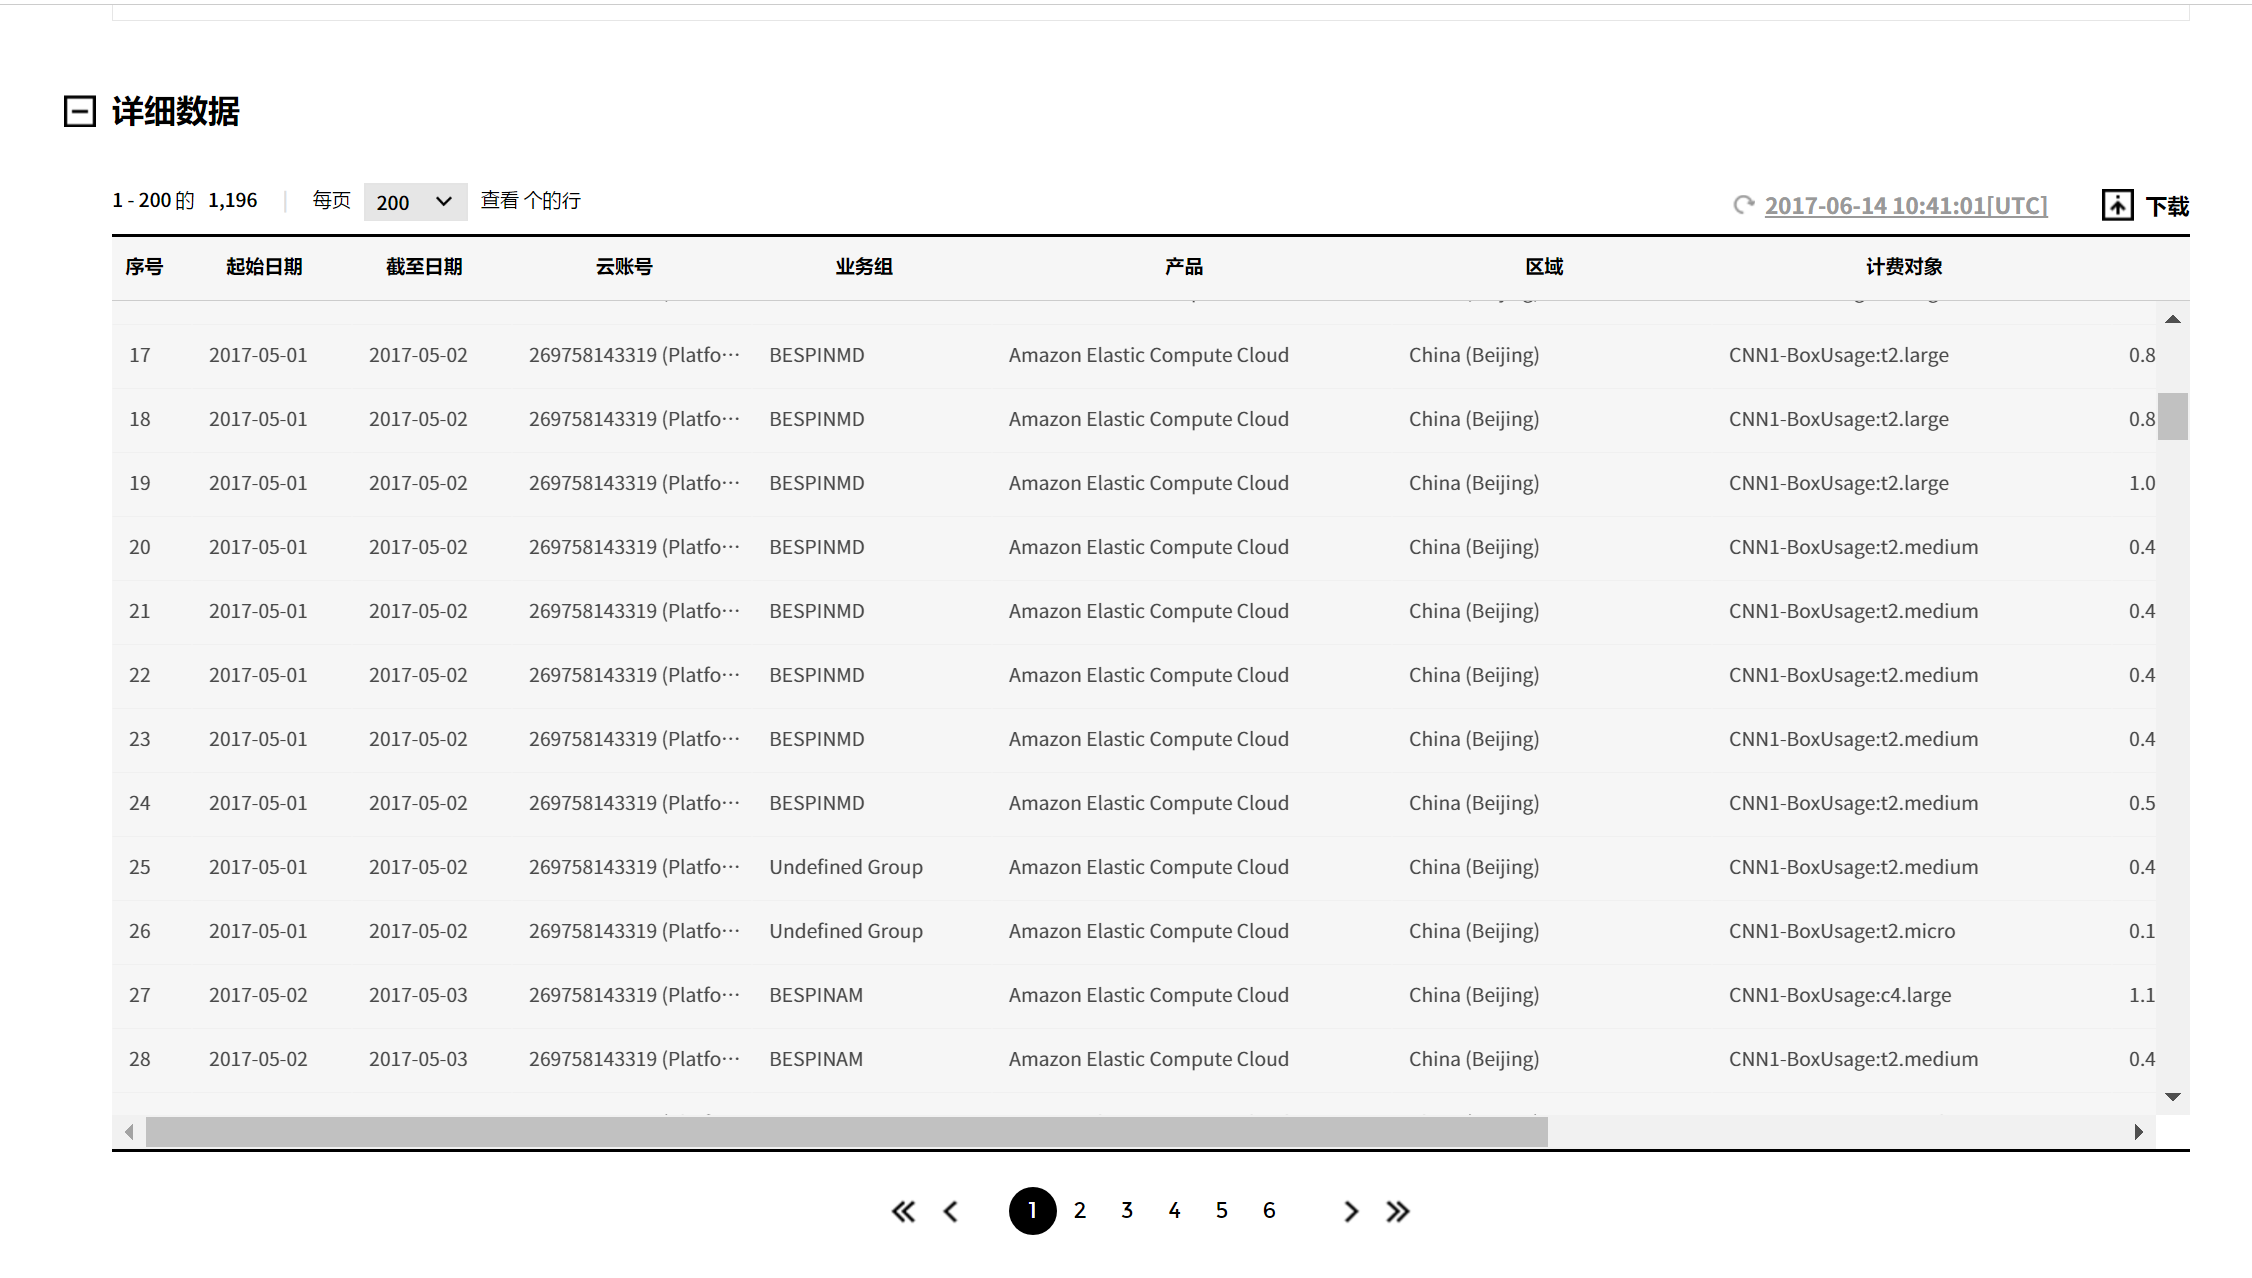 详细数据
1 - 200 的 1,196 每页 200 查看 个的行 2017-06-14 10:41:01[UTC] 下载
序号 起始日期 截至日期 云账号 业务组 产品 区域 计费对象
17 2017-05-01 2017-05-02 269758143319 (Platfo··· BESPINMD Amazon Elastic Compute Cloud China (Beijing) CNN1-BoxUsage:t2.large 0.8
18 2017-05-01 2017-05-02 269758143319 (Platfo··· BESPINMD Amazon Elastic Compute Cloud China (Beijing) CNN1-BoxUsage:t2.large 0.8
19 2017-05-01 2017-05-02 269758143319 (Platfo··· BESPINMD Amazon Elastic Compute Cloud China (Beijing) CNN1-BoxUsage:t2.large 1.0
20 2017-05-01 2017-05-02 269758143319 (Platfo··· BESPINMD Amazon Elastic Compute Cloud China (Beijing) CNN1-BoxUsage:t2.medium 0.4
21 2017-05-01 2017-05-02 269758143319 (Platfo··· BESPINMD Amazon Elastic Compute Cloud China (Beijing) CNN1-BoxUsage:t2.medium 0.4
22 2017-05-01 2017-05-02 269758143319 (Platfo··· BESPINMD Amazon Elastic Compute Cloud China (Beijing) CNN1-BoxUsage:t2.medium 0.4
23 2017-05-01 2017-05-02 269758143319 (Platfo··· BESPINMD Amazon Elastic Compute Cloud China (Beijing) CNN1-BoxUsage:t2.medium 0.4
24 2017-05-01 2017-05-02 269758143319 (Platfo··· BESPINMD Amazon Elastic Compute Cloud China (Beijing) CNN1-BoxUsage:t2.medium 0.5
25 2017-05-01 2017-05-02 269758143319 (Platfo··· Undefined Group Amazon Elastic Compute Cloud China (Beijing) CNN1-BoxUsage:t2.medium 0.4
26 2017-05-01 2017-05-02 269758143319 (Platfo··· Undefined Group Amazon Elastic Compute Cloud China (Beijing) CNN1-BoxUsage:t2.micro 0.1
27 2017-05-02 2017-05-03 269758143319 (Platfo··· BESPINAM Amazon Elastic Compute Cloud China (Beijing) CNN1-BoxUsage:c4.large 1.1
28 2017-05-02 2017-05-03 269758143319 (Platfo··· BESPINAM Amazon Elastic Compute Cloud China (Beijing) CNN1-BoxUsage:t2.medium 0.4
1 2 3 4 5 6